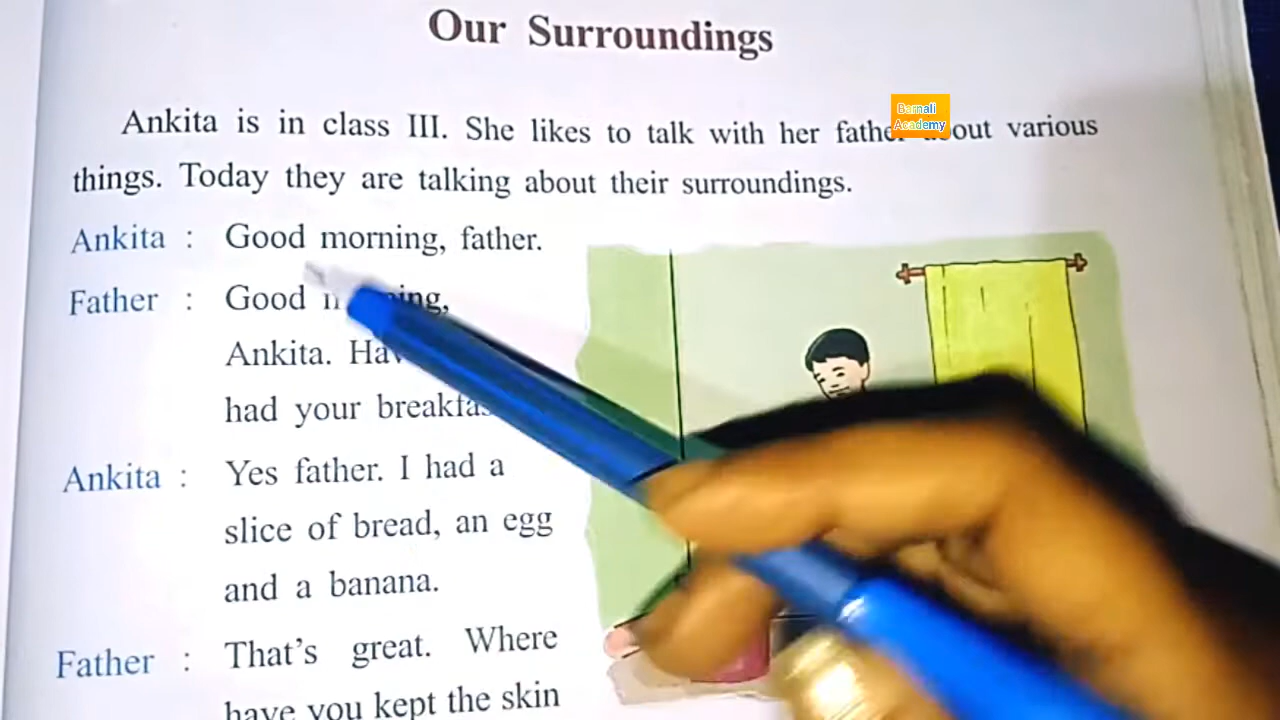 Our Surroundings
Barnali
Academy
Ankita is in class III. She likes to talk with her father about various
things. Today they are talking about their surroundings.
Ankita : Good morning, father.
Father : Good morning,
Ankita.
had your breakfast
Ankita : Yes father. I had a
slice of bread, an egg
and a banana.
Father : That's great. Where
have you kept the skin